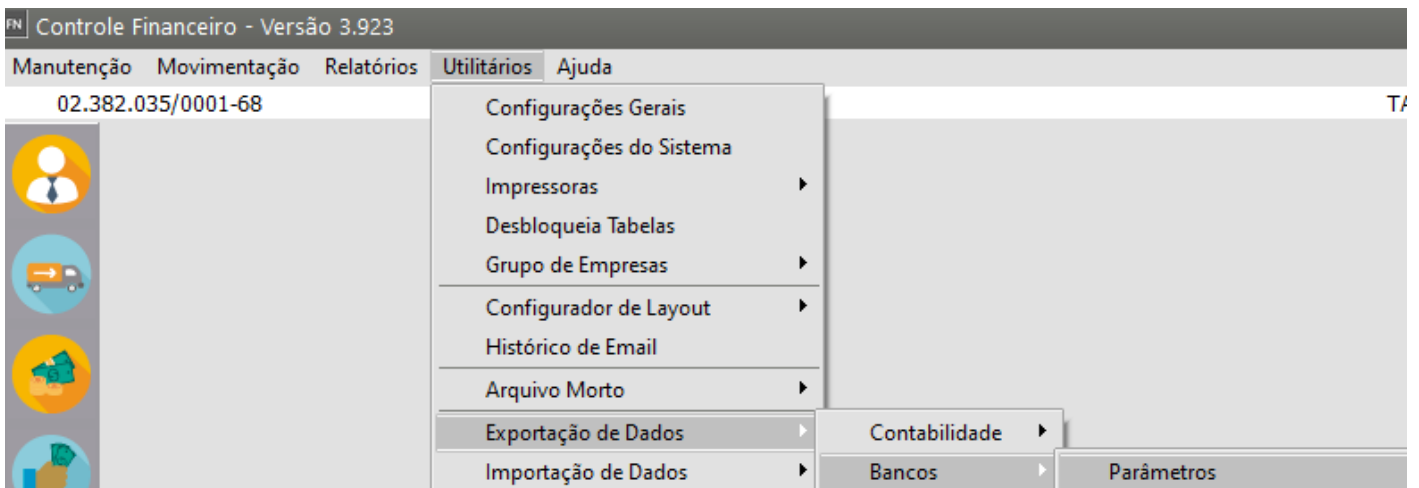 FN Controle Financeiro - Versão 3.923
Manutenção Movimentação Relatórios Utilitários Ajuda
02.382.035/0001-68 TA
Configurações Gerais
Configurações do Sistema
Impressoras
Desbloqueia Tabelas
Grupo de Empresas
Configurador de Layout
Histórico de Email
Arquivo Morto
Exportação de Dados Contabilidade
Importação de Dados Bancos Parâmetros